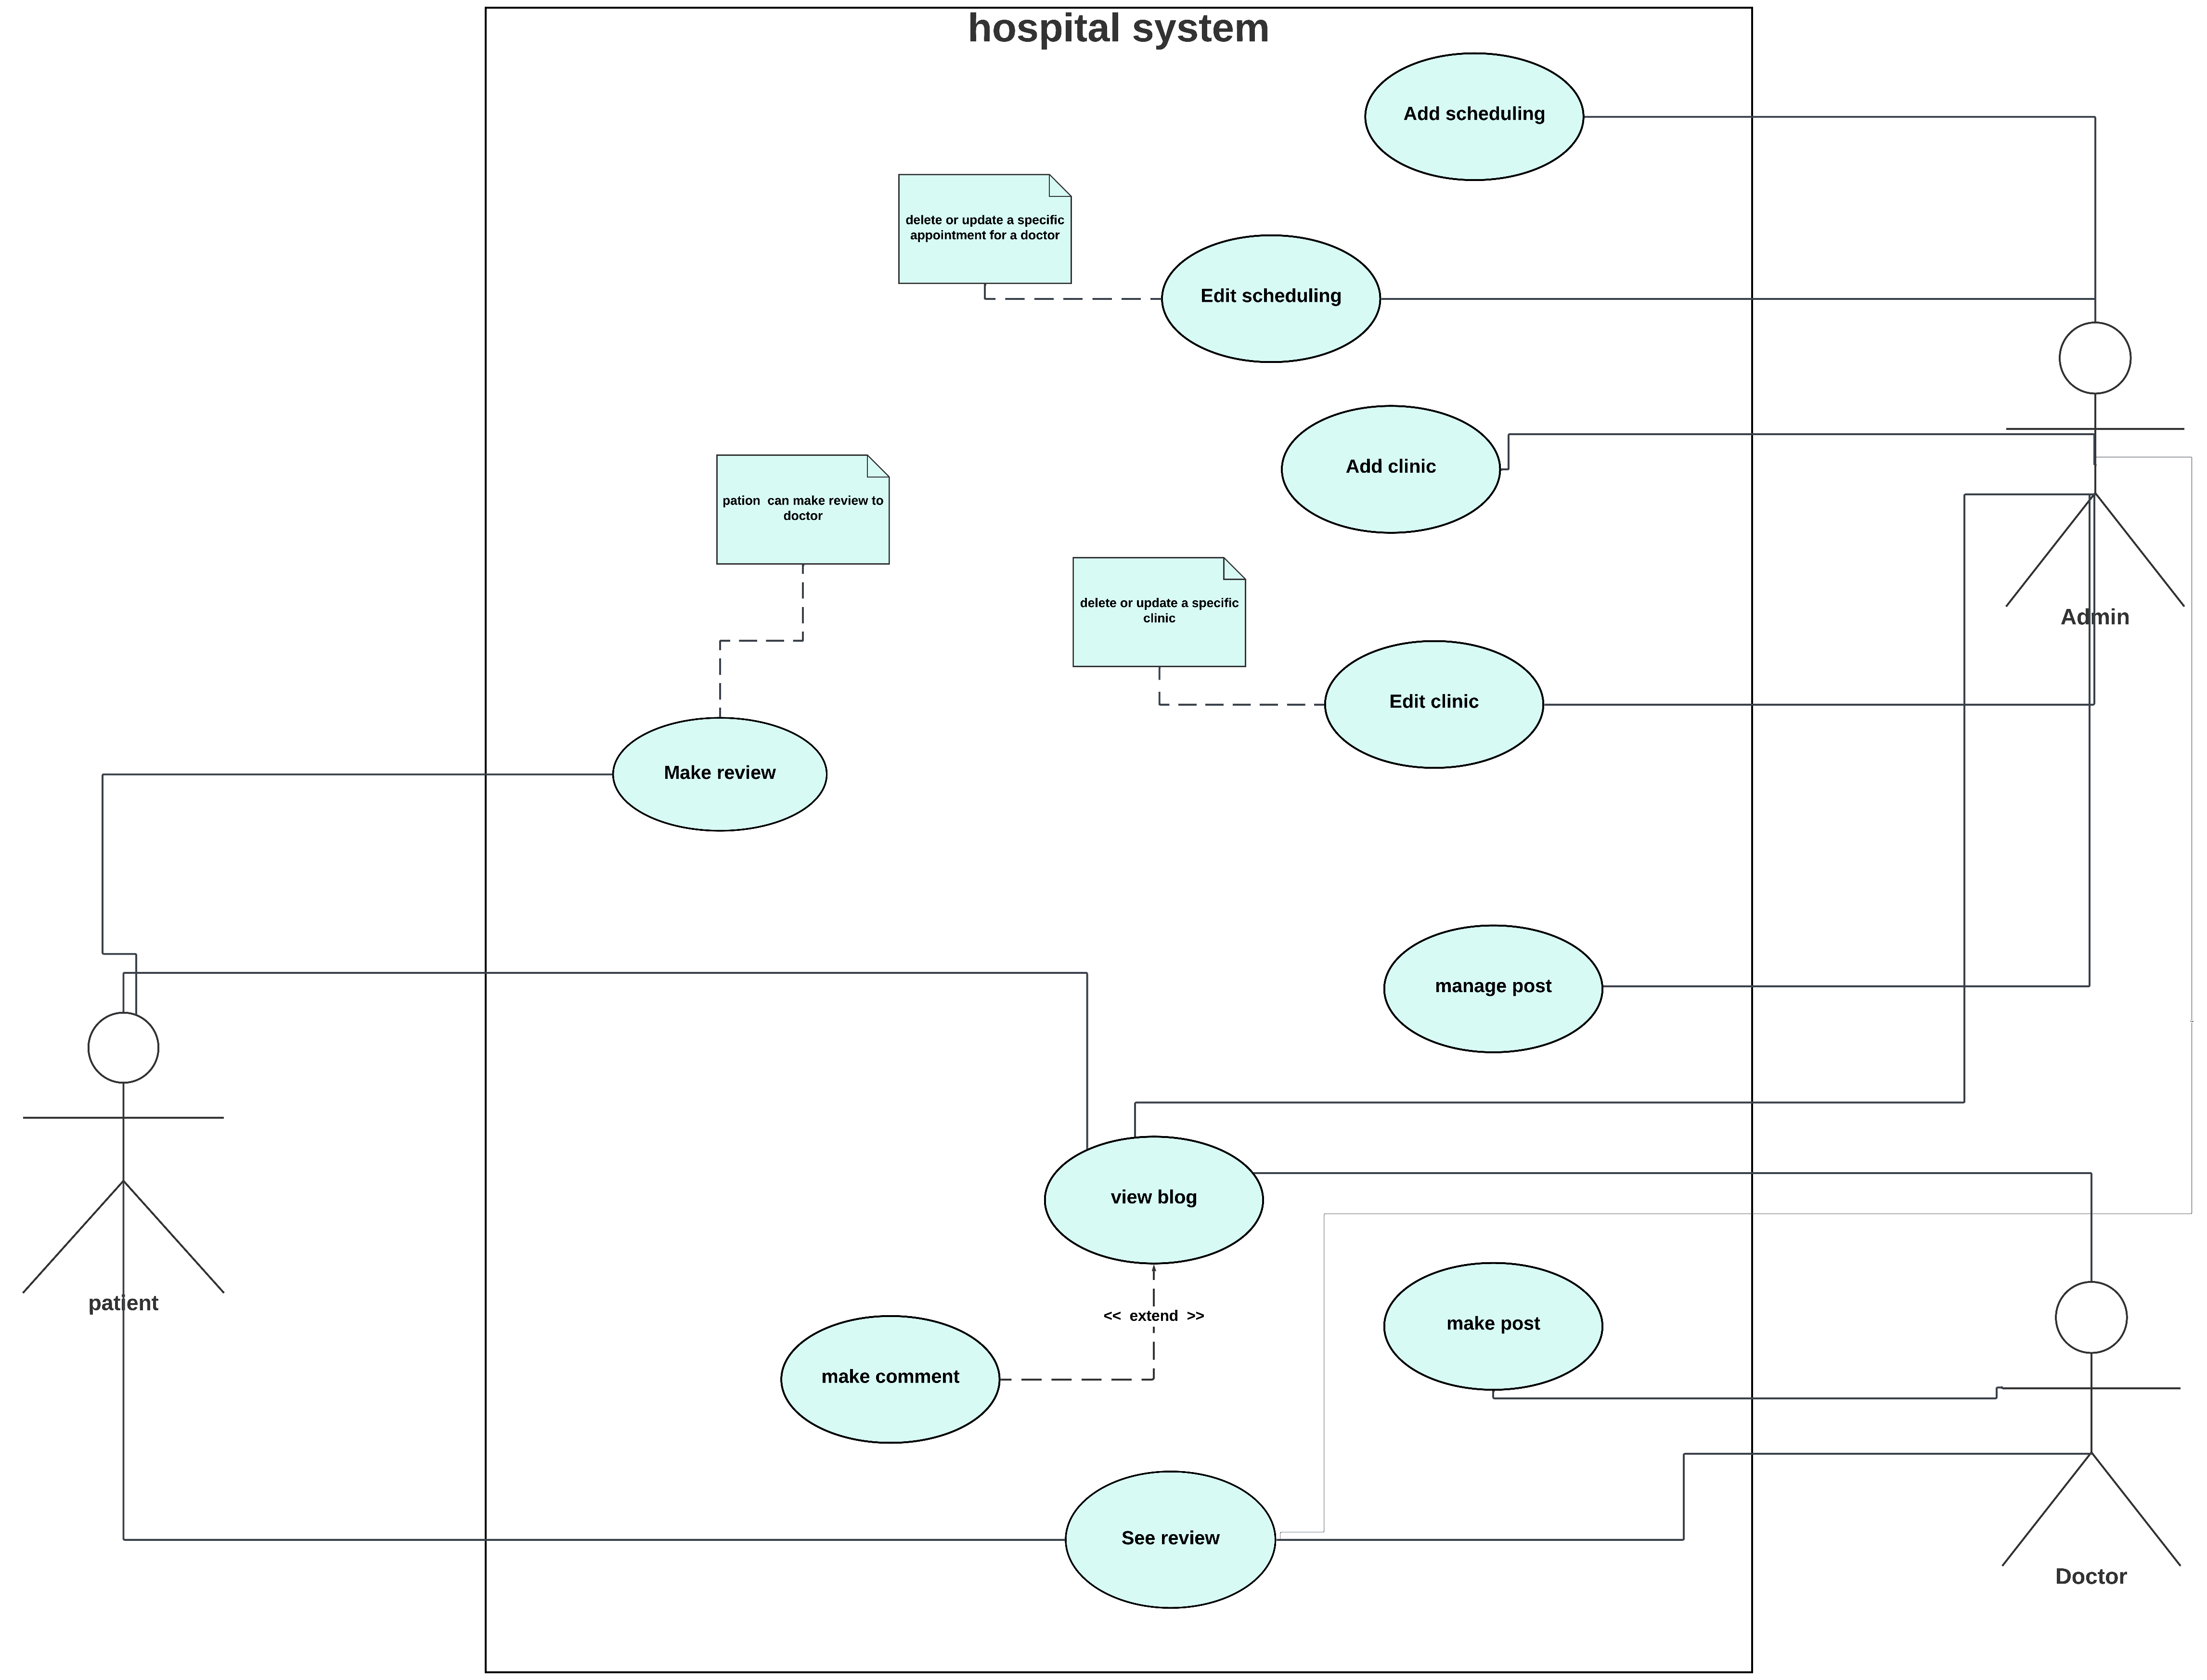 hospital system
Add scheduling
delete or update a specific
appointment for a doctor
Edit scheduling
Add clinic
pation  can make review to
doctor
delete or update a specific
clinic
Admin
Edit clinic
Make review
manage post
view blog
patient
<<  extend  >>
make post
make comment
See review
Doctor